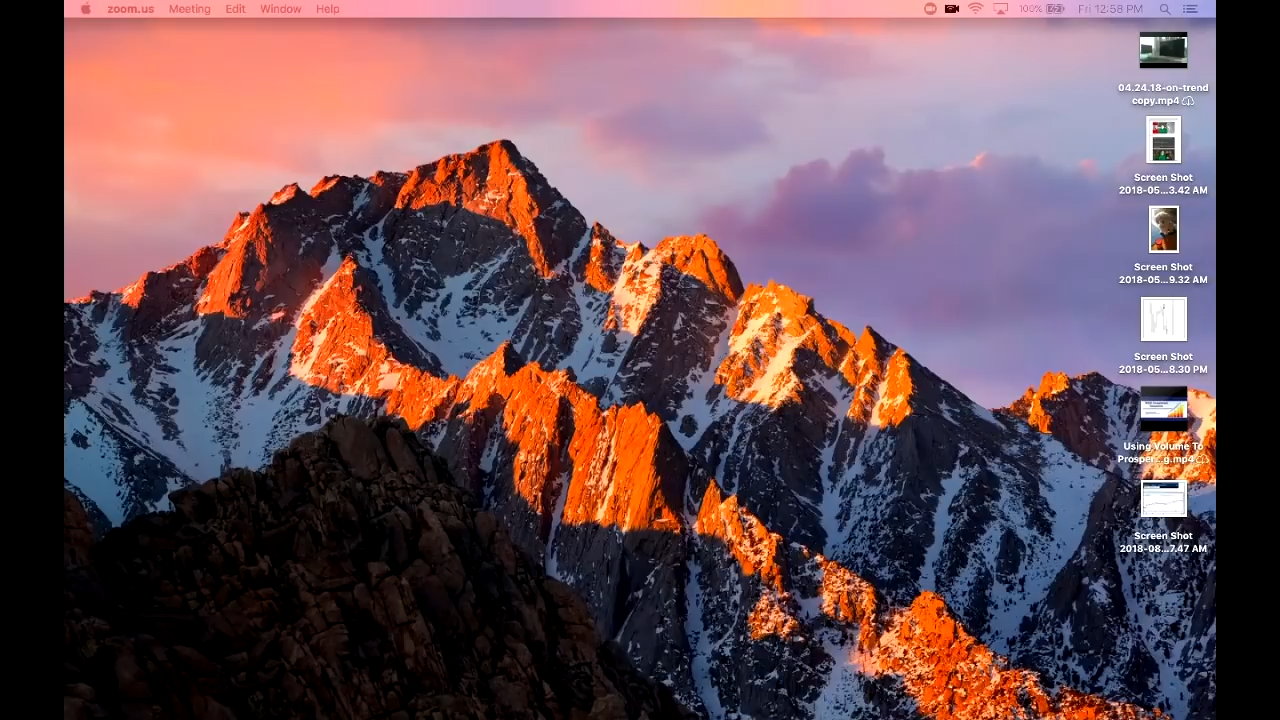 zoom.us Meeting Edit Window Help 100% Fri 12:58 PM
04.24.18-on-trend
copy.mp4
Screen Shot
2018-05...3.42 AM
Screen Shot
2018-05...9.32 AM
Screen Shot
2018-05...8.30 PM
Using Volume To
Prosper...g.mp4
Screen Shot
2018-08...7.47 AM